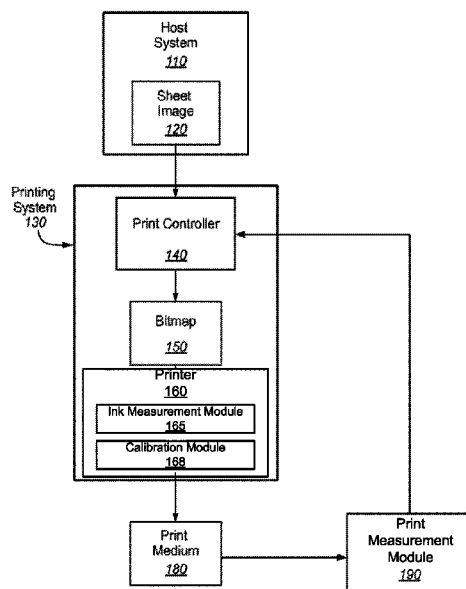 Host
System
110
Sheet
Image
120
Printing
System
130
Print Controller
140
Bitmap
150
Printer
160
Ink Measurement Module
165
Calibration Module
168
Print
Medium
180
Print
Measurement
Module
190